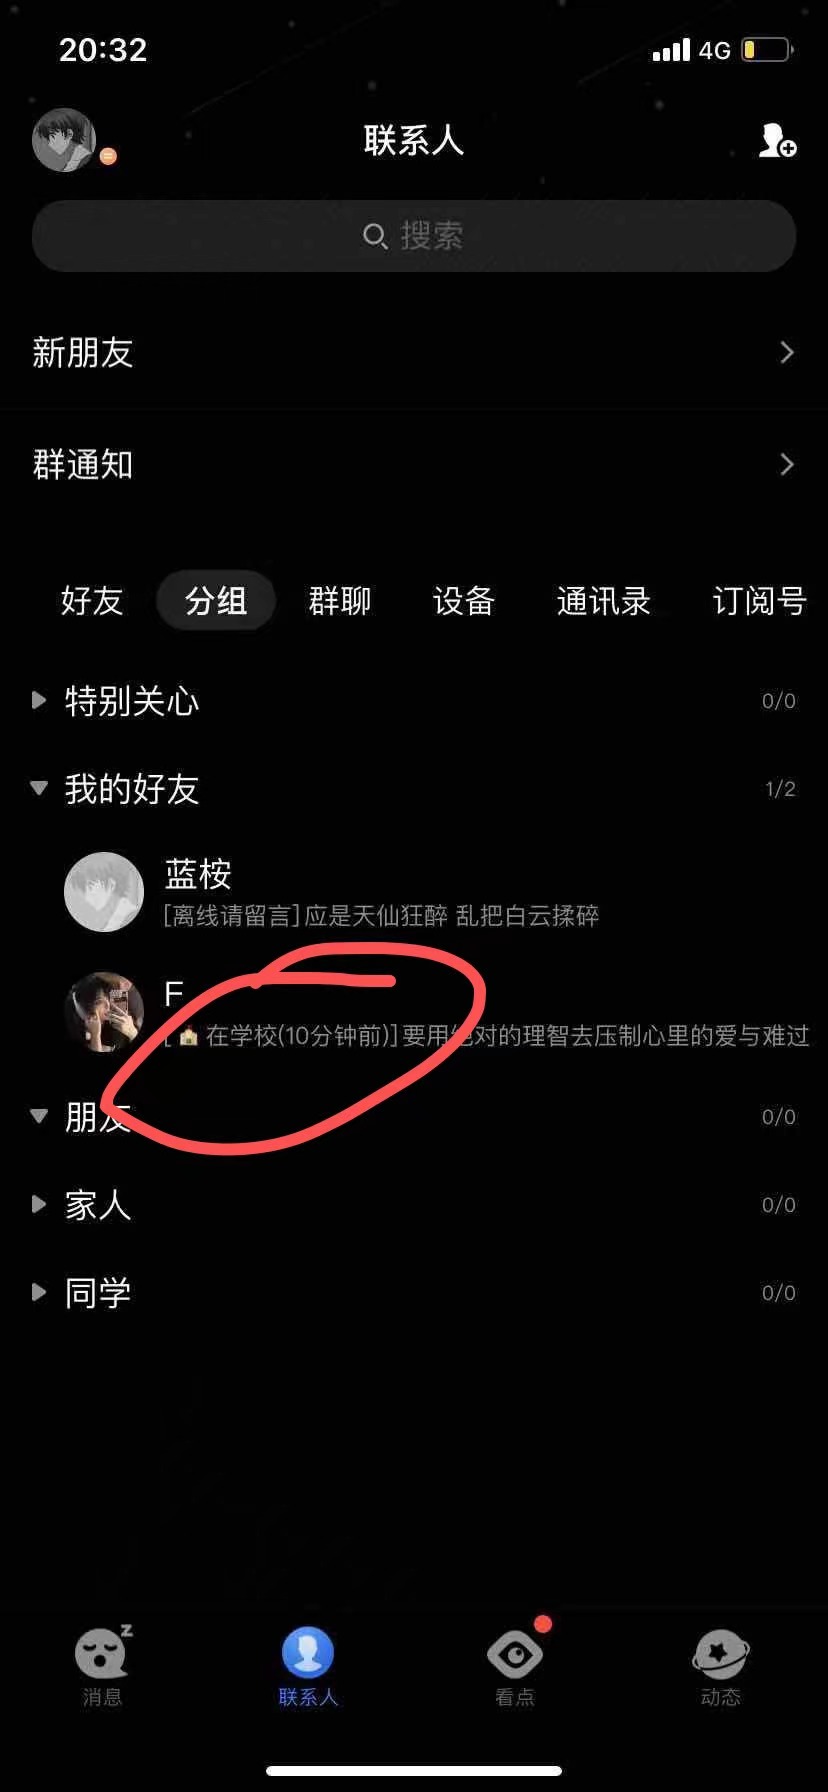 20:32 4G
联系人
搜索
新朋友
群通知
好友 分组 群聊 设备 通讯录 订阅号
特别关心 0/0
我的好友 1/2
蓝桉
[离线请留言]应是天仙狂醉 乱把白云揉碎
F
[ 在学校(10分钟前)]要用绝对的理智去压制心里的爱与难过
朋友 0/0
家人 0/0
同学 0/0
消息 联系人 看点 动态